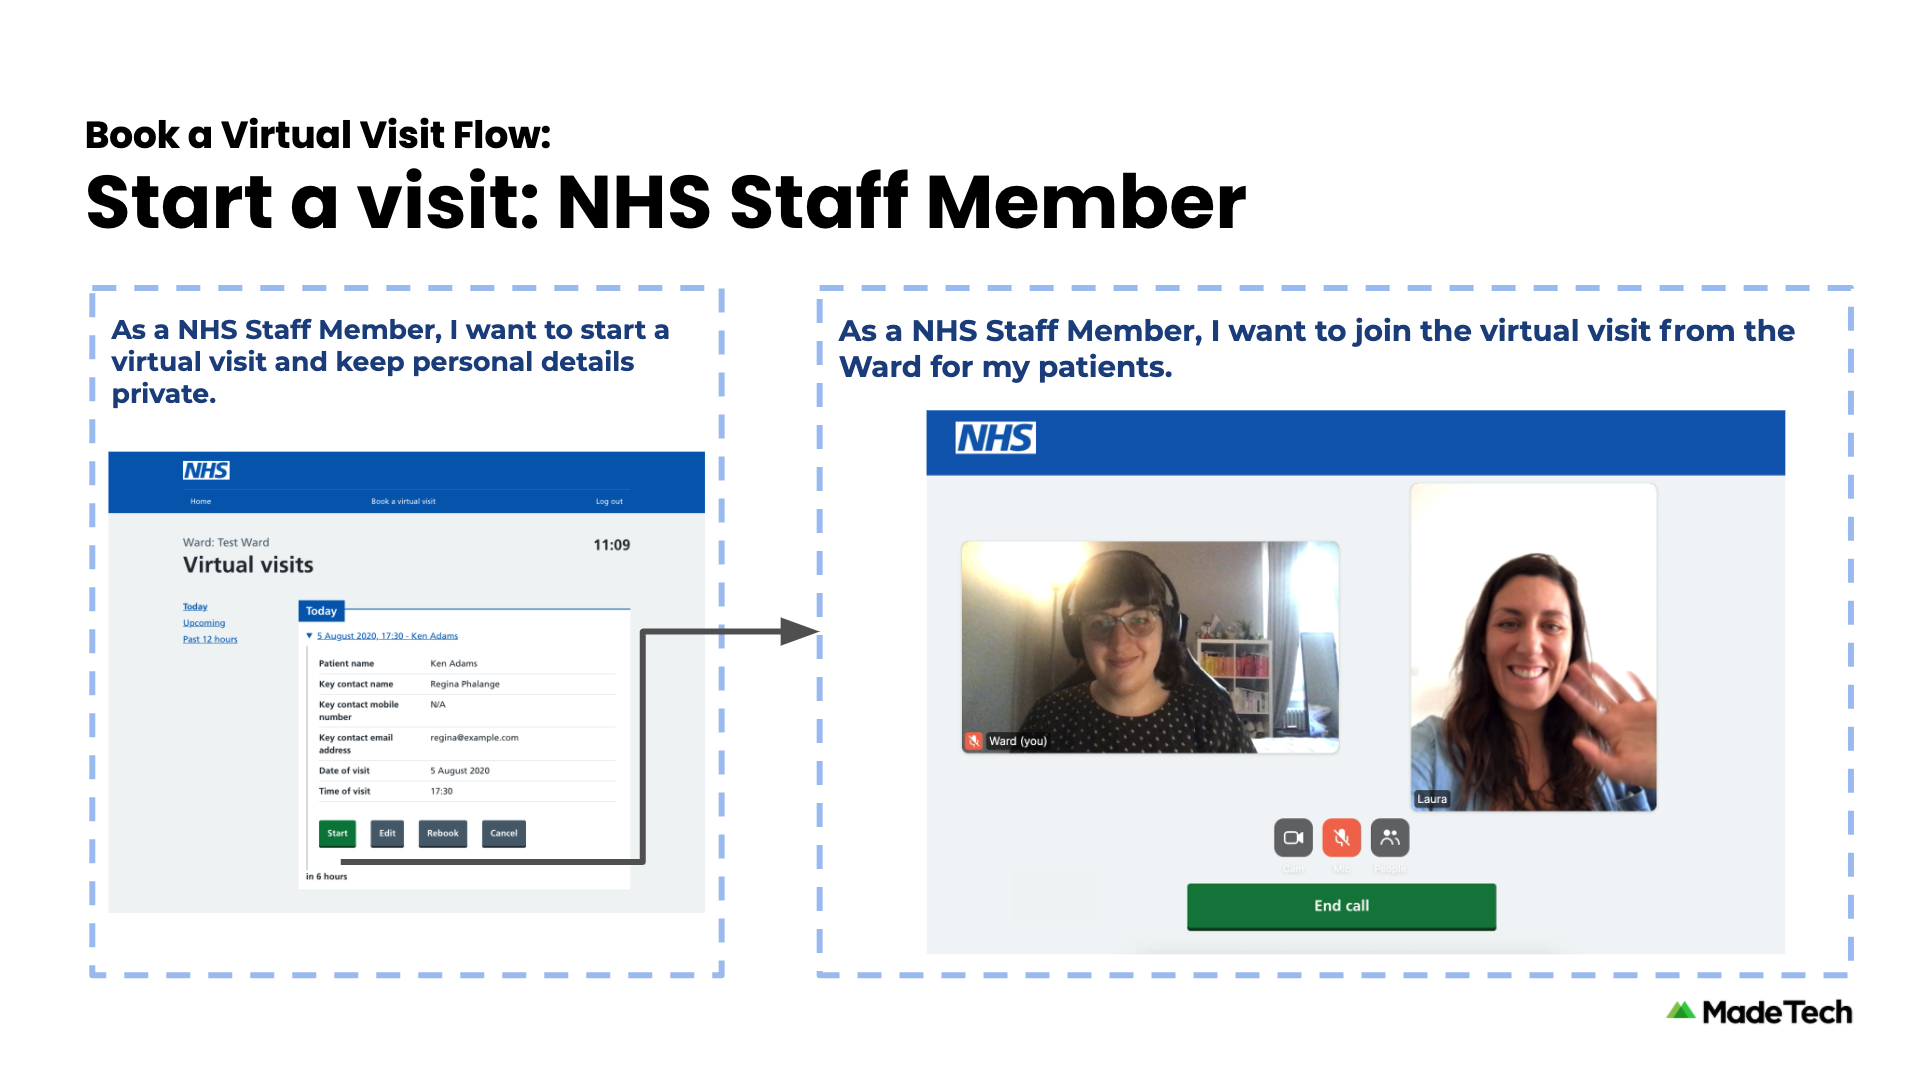 Book a Virtual Visit Flow:
Start a visit: NHS Staff Member
As a NHS Staff Member, I want to start a
virtual visit and keep personal details
private.
NHS
Home
Book a virtual visit
Log out
Ward: Test Ward
Virtual visits
11:09
Today
Upcoming
Past 12 hours
Today
5 August 2020, 17:30 - Ken Adams
Patient name
Ken Adams
Key contact name
Regina Phalange
Key contact mobile
number
N/A
Key contact email
address
regina@example.com
Date of visit
5 August 2020
Time of visit
17:30
Start
Edit
Rebook
Cancel
in 6 hours
As a NHS Staff Member, I want to join the virtual visit from the
Ward for my patients.
NHS
Ward (you)
Laura
Cam
Mic
People
End call
MadeTech